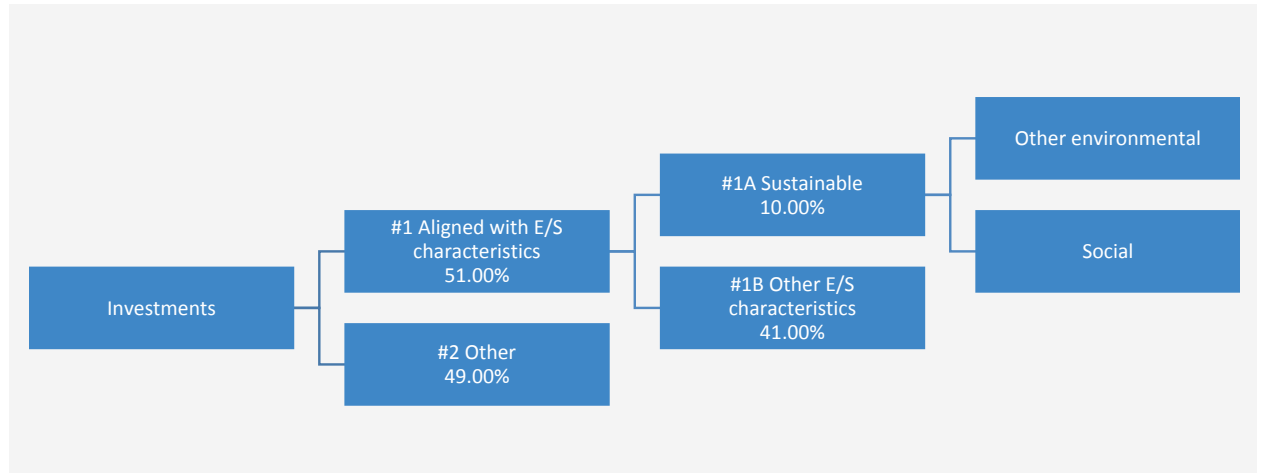 Investments
#1 Aligned with E/S
characteristics
51.00%
#2 Other
49.00%
#1A Sustainable
10.00%
#1B Other E/S
characteristics
41.00%
Other environmental
Social